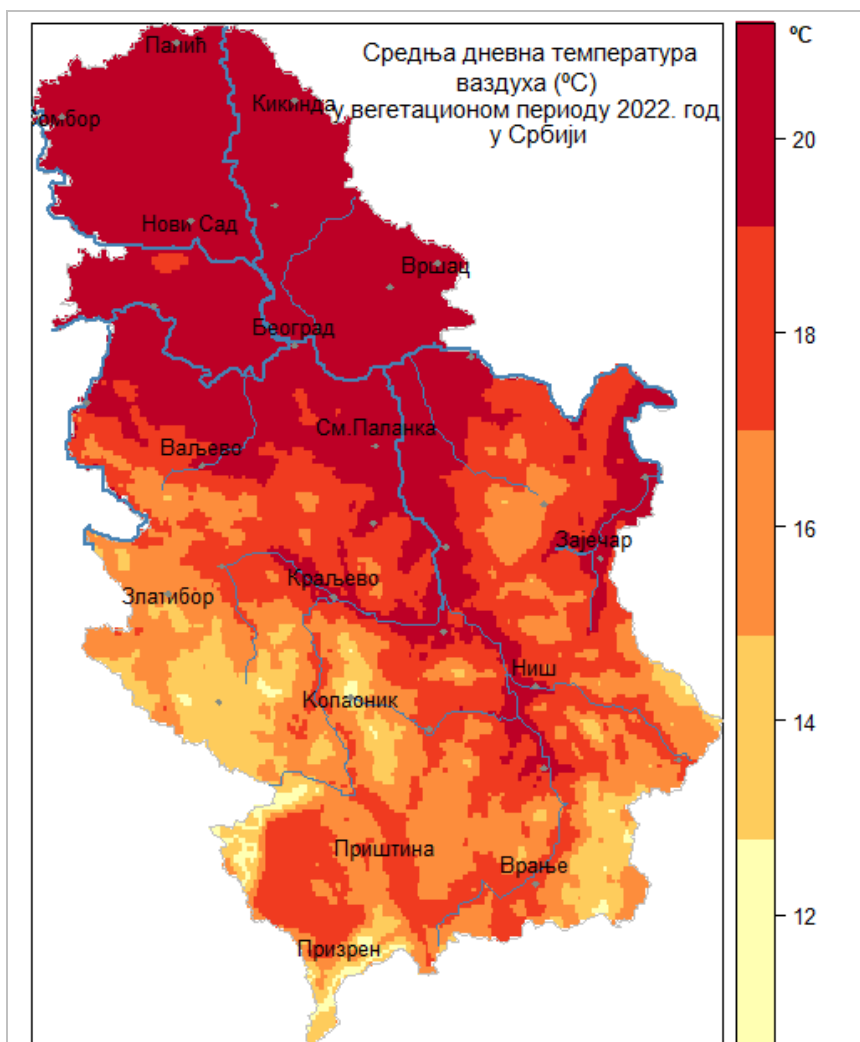 Средња дневна температура
ваздуха (ºC)
у вегетационом периоду 2022. год
у Србији
ºC
20
18
16
14
12
Палић
Кикинда
Сомбор
Нови Сад
Вршац
Београд
См.Паланка
Ваљево
Зајечар
Краљево
Златибор
Ниш
Копаоник
Приштина
Врање
Призрен